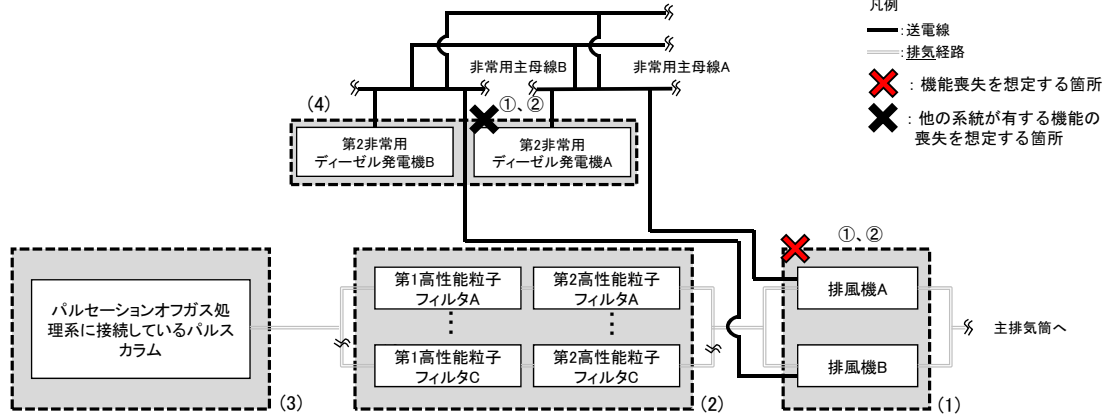 凡例
:送電線
:排気経路
: 機能喪失を想定する箇所
: 他の系統が有する機能の
喪失を想定する箇所
非常用主母線B
非常用主母線A
(4)
①、②
第2非常用
ディーゼル発電機B
第2非常用
ディーゼル発電機A
①、②
パルセーションオフガス処
理系に接続しているパルス
カラム
(3)
第1高性能粒子
フィルタA
第2高性能粒子
フィルタA
第1高性能粒子
フィルタC
第2高性能粒子
フィルタC
(2)
排風機A
排風機B
(1)
主排気筒へ